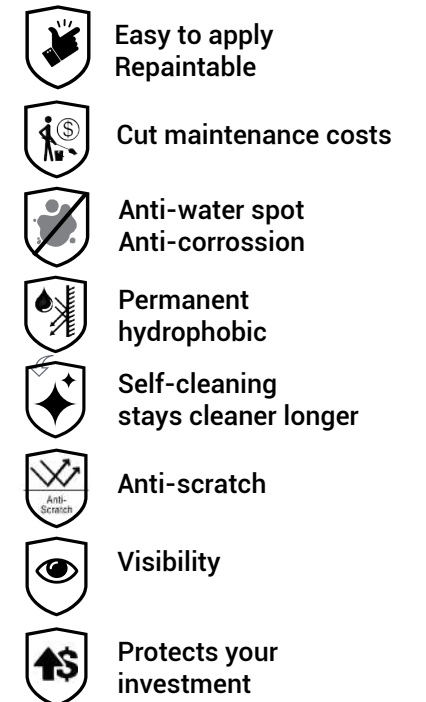 Easy to apply
Repaintable
$
Cut maintenance costs
Anti-water spot
Anti-corrossion
Permanent
hydrophobic
Self-cleaning
stays cleaner longer
Anti-
Scratch
Anti-scratch
Visibility
$
Protects your
investment